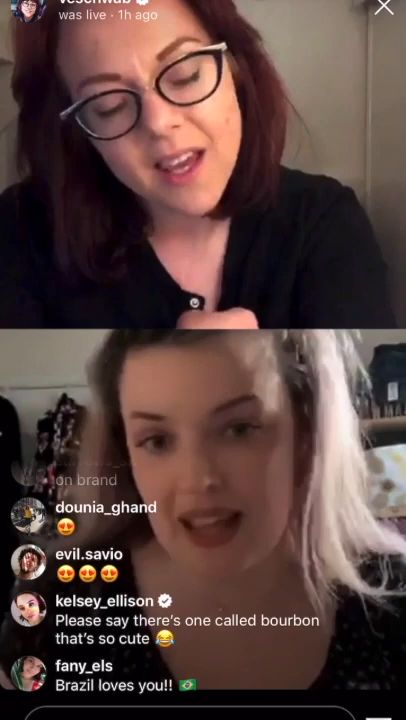 was live · 1h ago
on brand
dounia_ghand
😍
evil.savio
😍😍😍
kelsey_ellison
Please say there's one called bourbon
that's so cute 😂
fany_els
Brazil loves you!! 🇧🇷